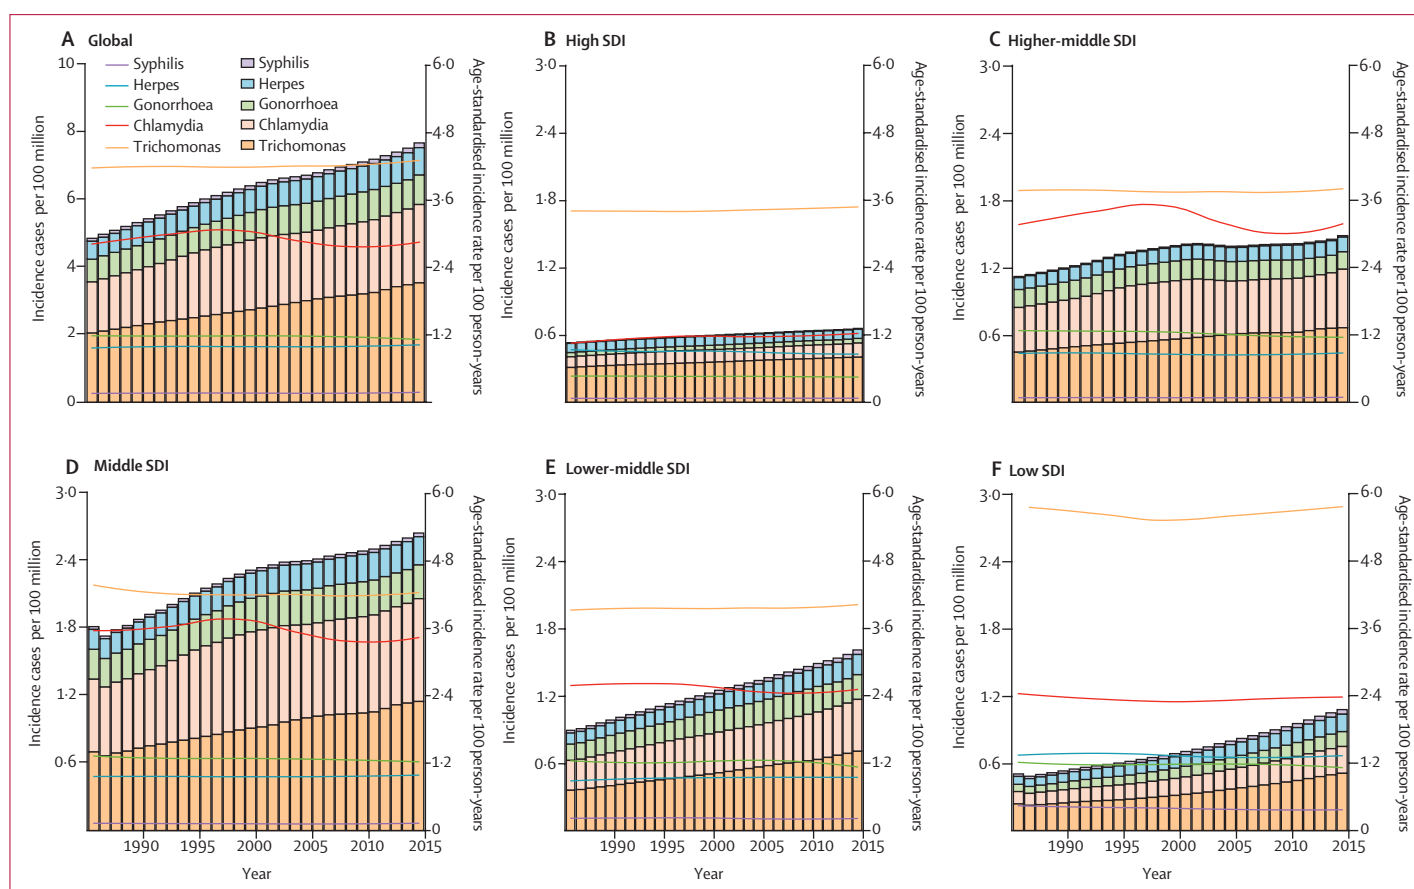 A Global
Syphilis
Herpes
Gonorrhoea
Chlamydia
Trichomonas
Syphilis
Herpes
Gonorrhoea
Chlamydia
Trichomonas
10
8
6
4
2
0
Incidence cases per 100 million
6·0
4·8
3·6
2·4
1·2
0
Age-standardised incidence rate per 100 person-years
B High SDI
3·0
2·4
1·8
1·2
0·6
Incidence cases per 100 million
6·0
4·8
3·6
2·4
1·2
0
Age-standardised incidence rate per 100 person-years
C Higher-middle SDI
3·0
2·4
1·8
1·2
0·6
Incidence cases per 100 million
6·0
4·8
3·6
2·4
1·2
0
Age-standardised incidence rate per 100 person-years
D Middle SDI
3·0
2·4
1·8
1·2
0·6
Incidence cases per 100 million
6·0
4·8
3·6
2·4
1·2
0
Age-standardised incidence rate per 100 person-years
1990 1995 2000 2005 2010 2015
Year
E Lower-middle SDI
3·0
2·4
1·8
1·2
0·6
Incidence cases per 100 million
6·0
4·8
3·6
2·4
1·2
0
Age-standardised incidence rate per 100 person-years
1990 1995 2000 2005 2010 2015
Year
F Low SDI
3·0
2·4
1·8
1·2
0·6
Incidence cases per 100 million
6·0
4·8
3·6
2·4
1·2
0
Age-standardised incidence rate per 100 person-years
1990 1995 2000 2005 2010 2015
Year